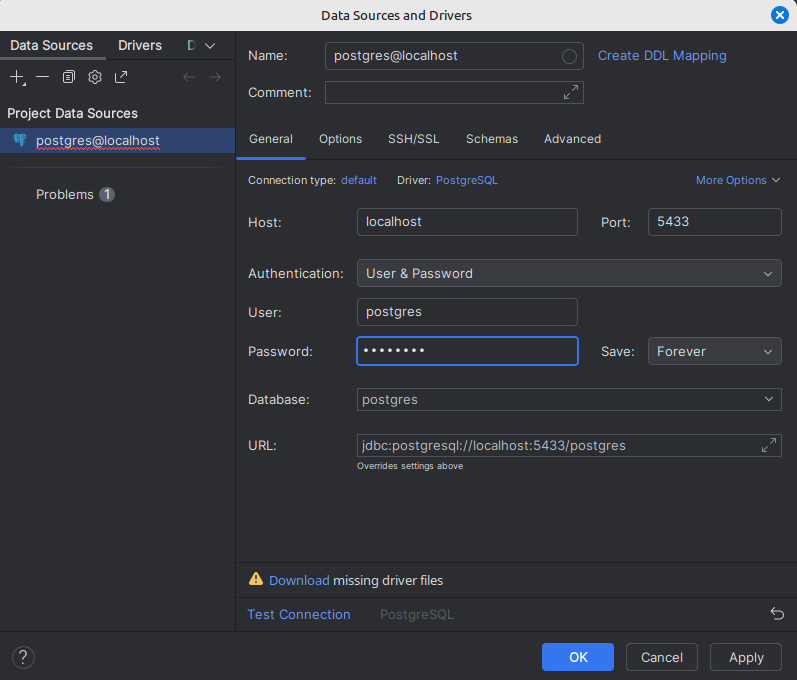 Data Sources and Drivers
Data Sources Drivers D
Project Data Sources
postgres@localhost
Problems 1
Name: postgres@localhost Create DDL Mapping
Comment:
General Options SSH/SSL Schemas Advanced
Connection type: default Driver: PostgreSQL More Options
Host: localhost Port: 5433
Authentication: User & Password
User: postgres
Password: •••••••• Save: Forever
Database: postgres
URL: jdbc:postgresql://localhost:5433/postgres
Overrides settings above
Download missing driver files
Test Connection PostgreSQL
? OK Cancel Apply